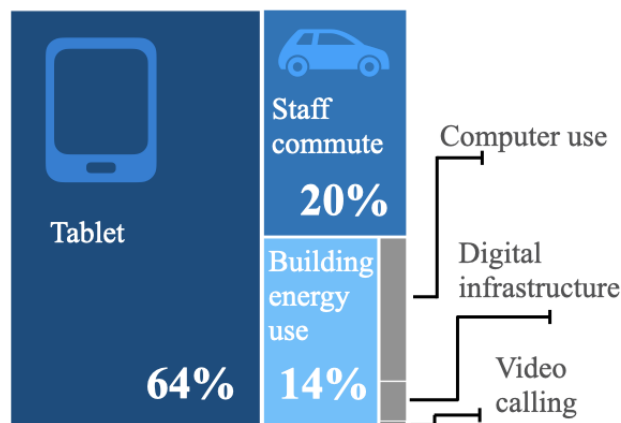 Staff
commute
20%
Computer use
Tablet
Building
energy
use
Digital
infrastructure
64%
14%
Video
calling